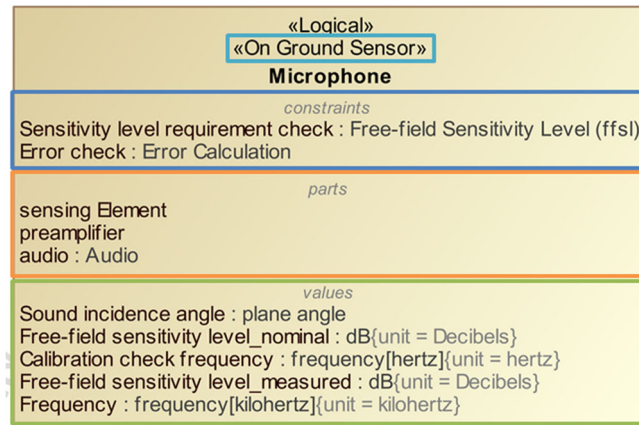 «Logical»
«On Ground Sensor»
Microphone
constraints
Sensitivity level requirement check : Free-field Sensitivity Level (ffsl)
Error check : Error Calculation
parts
sensing Element
preamplifier
audio : Audio
values
Sound incidence angle : plane angle
Free-field sensitivity level_nominal : dB{unit = Decibels}
Calibration check frequency : frequency[hertz]{unit = hertz}
Free-field sensitivity level_measured : dB{unit = Decibels}
Frequency : frequency[kilohertz]{unit = kilohertz}